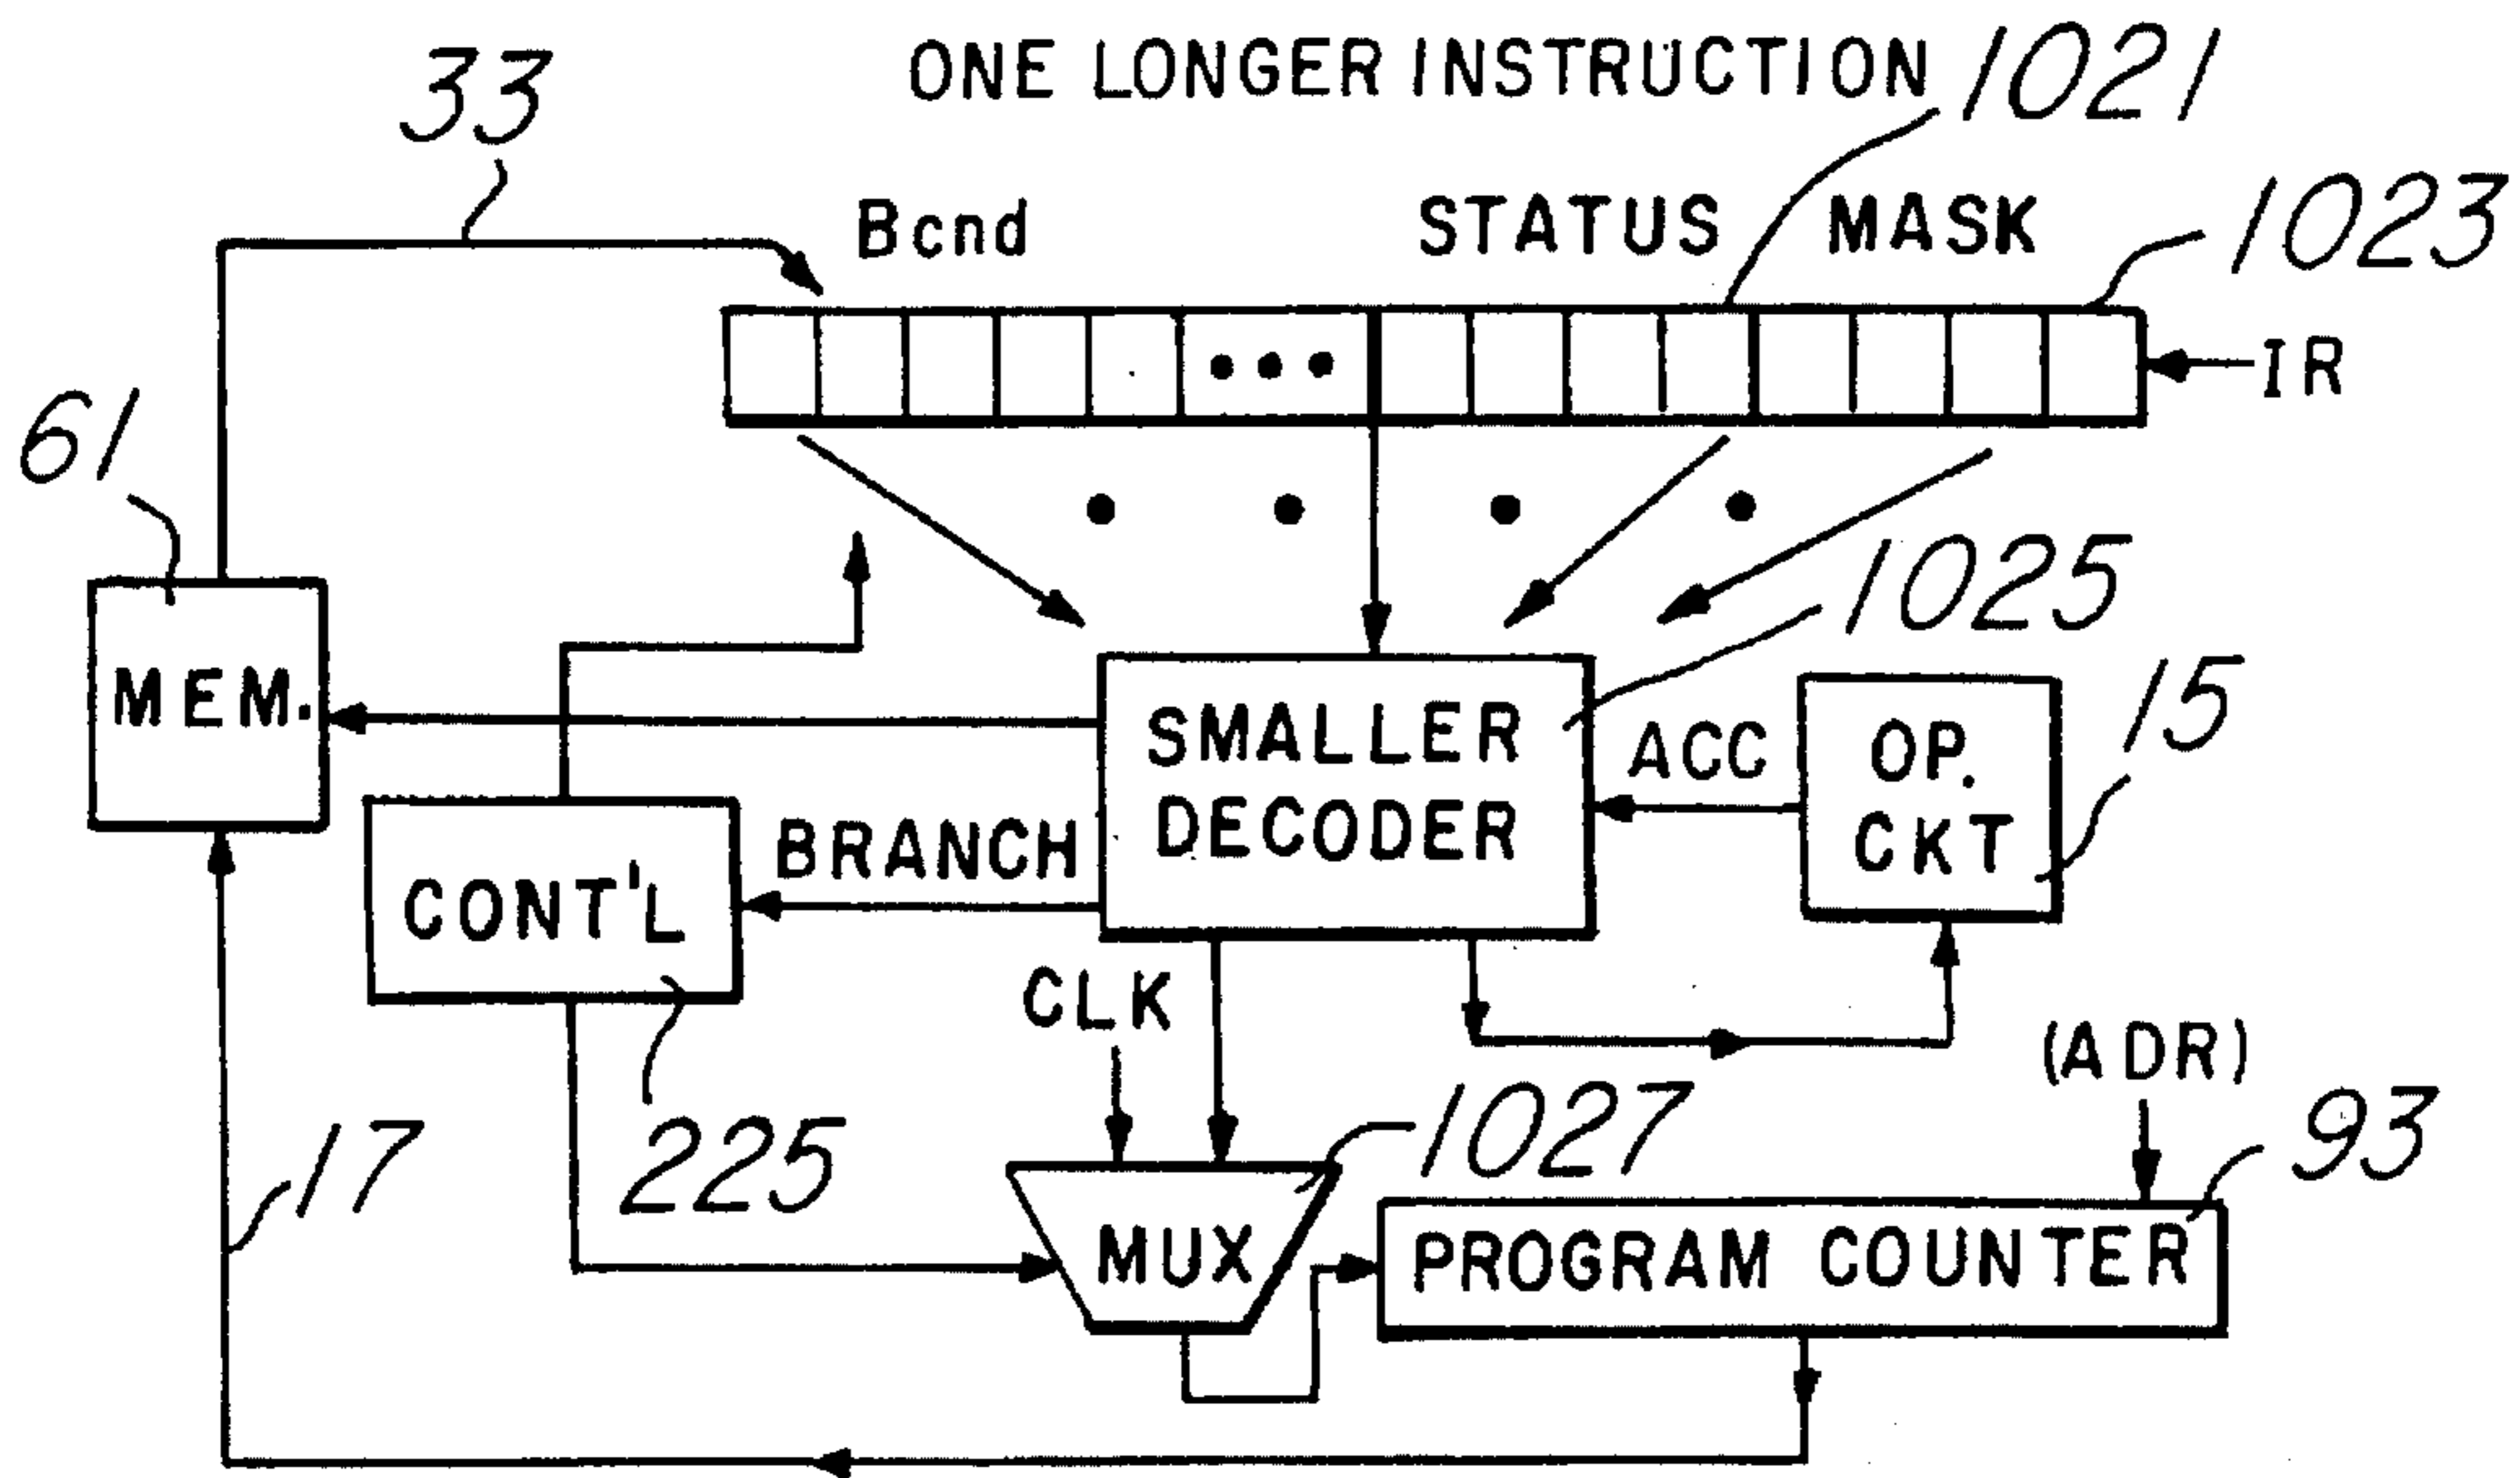 ONE LONGER INSTRUCTION
1021
33
Bcnd
STATUS MASK
1023
IR
61
1025
MEM.
SMALLER
DECODER
ACC
OP.
CKT
15
BRANCH
CONT'L
CLK
(ADR)
17
225
1027
93
MUX
PROGRAM COUNTER